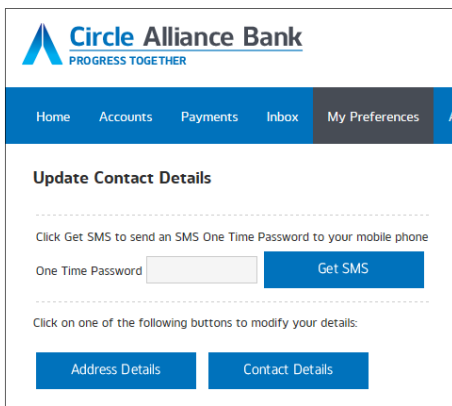 Circle Alliance Bank
PROGRESS TOGETHER
Home Accounts Payments Inbox My Preferences
Update Contact Details
Click Get SMS to send an SMS One Time Password to your mobile phone
One Time Password Get SMS
Click on one of the following buttons to modify your details:
Address Details Contact Details